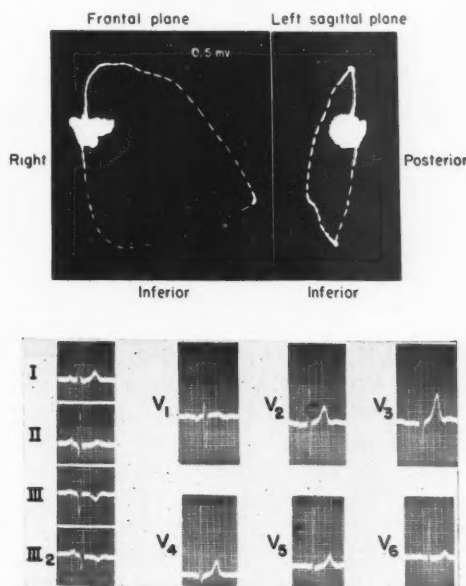 Frontal plane Left sagittal plane
0.5 mv
Right Posterior
Inferior Inferior
I
II
III
III2
V1 V2 V3
V4 V5 V6